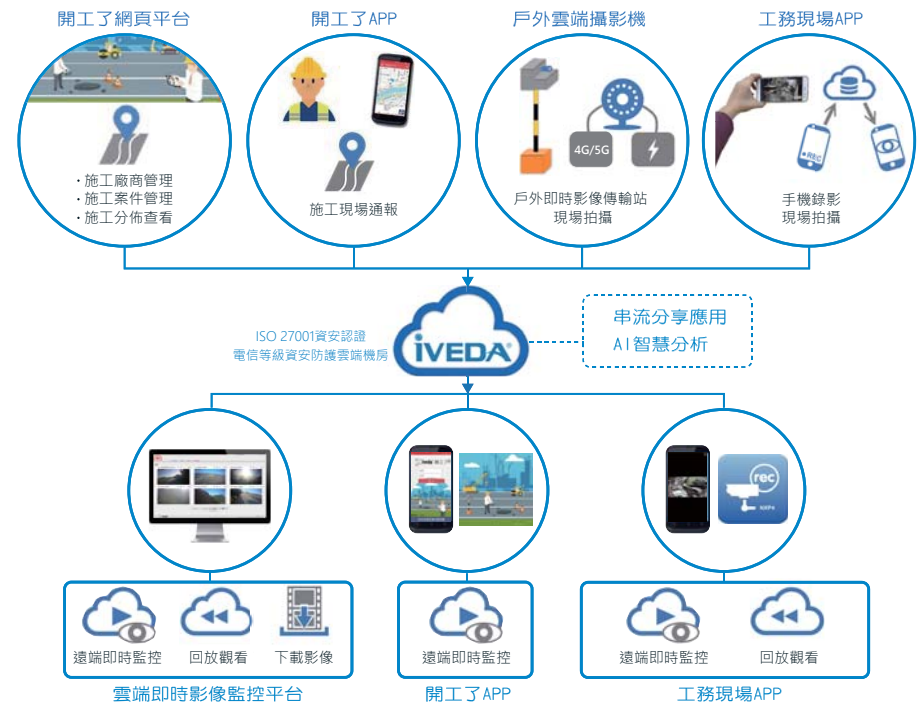 開工了網頁平台
開工了APP
戶外雲端攝影機
工務現場APP
4G/5G
REC
・施工廠商管理
・施工案件管理
・施工分佈查看
施工現場通報
戶外即時影像傳輸站
現場拍攝
手機錄影
現場拍攝
ISO 27001資安認證
電信等級資安防護雲端機房
iVEDA®
串流分享應用
AI智慧分析
rec
遠端即時監控
回放觀看
下載影像
遠端即時監控
遠端即時監控
回放觀看
雲端即時影像監控平台
開工了APP
工務現場APP